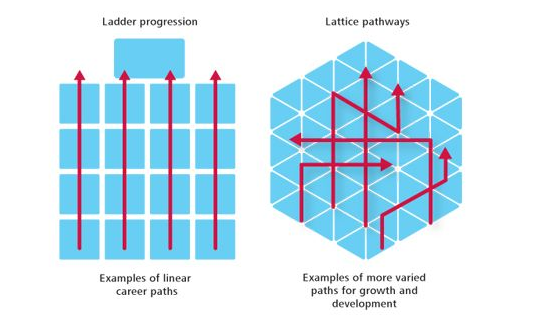 Ladder progression
Lattice pathways
Examples of linear
career paths
Examples of more varied
paths for growth and
development